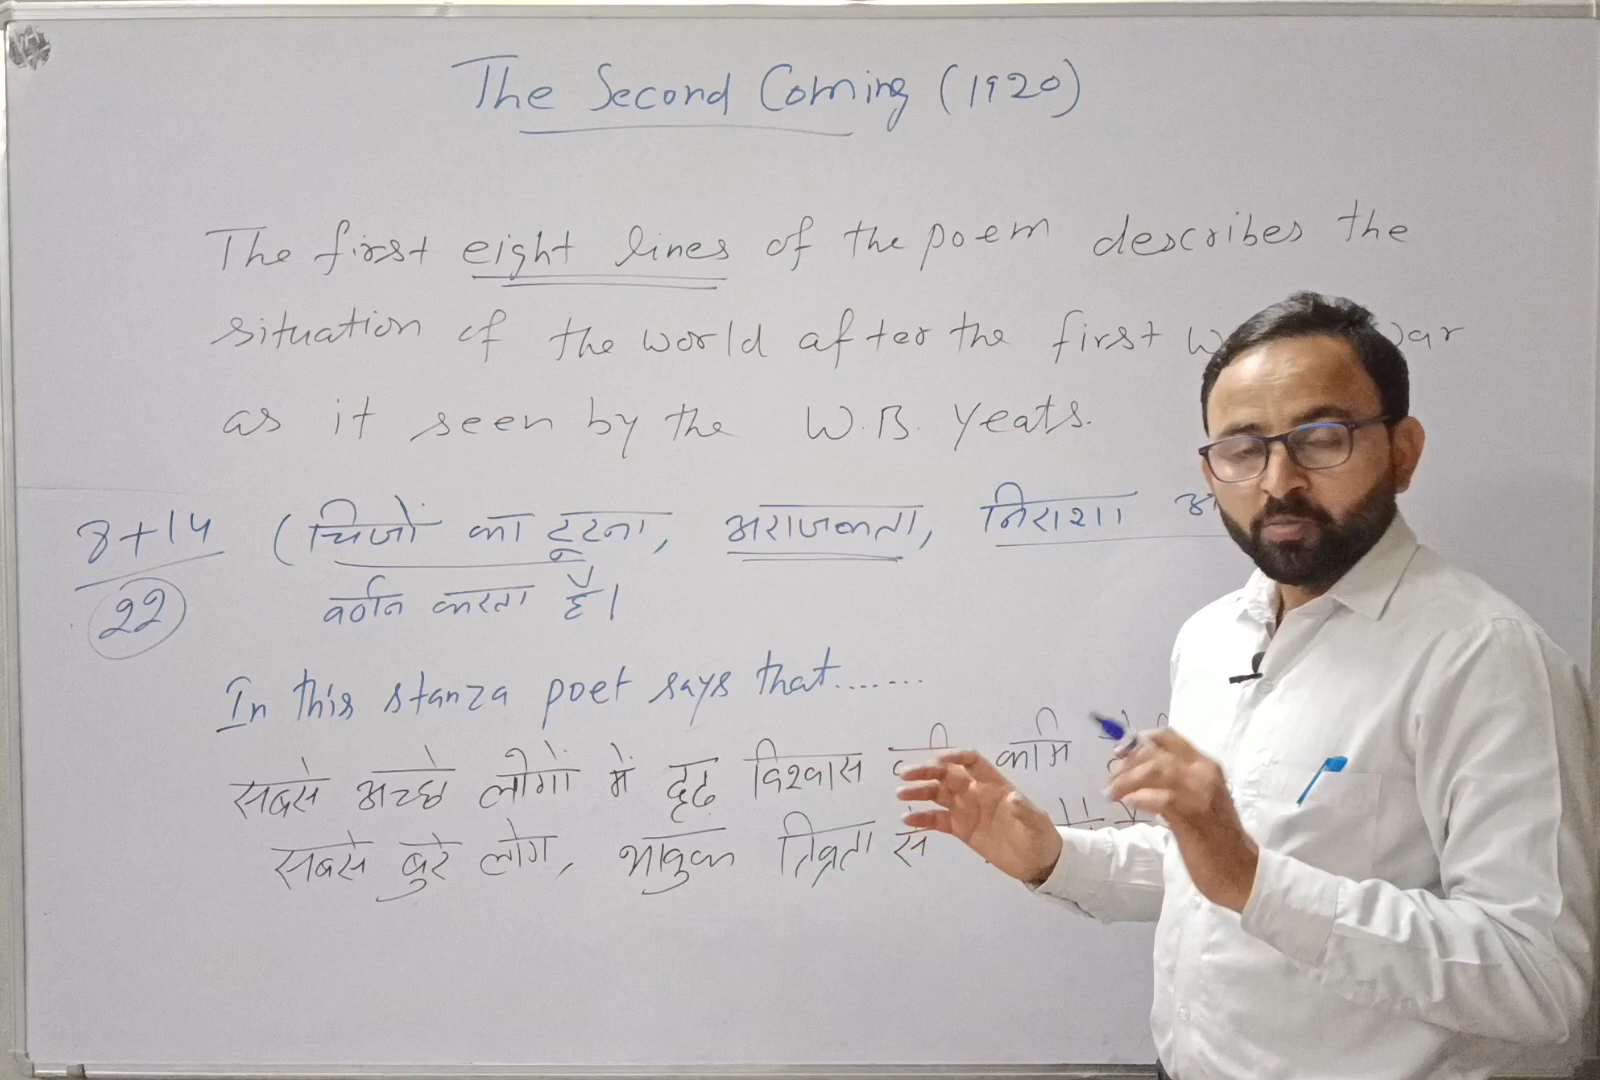 The Second Coming (1920)
The first eight lines of the poem describes the
situation of the world after the first war
as it seen by the W.B. Yeats.
8+14 (चिजों का टूटना, अराजकता, निराशा
22 वर्णन करता है।
In this stanza poet says that.......
सबसे अच्छे लोगों में दृढ़ विश्वास की कमि
सबसे बुरे लोग, भावुक तिव्रता से